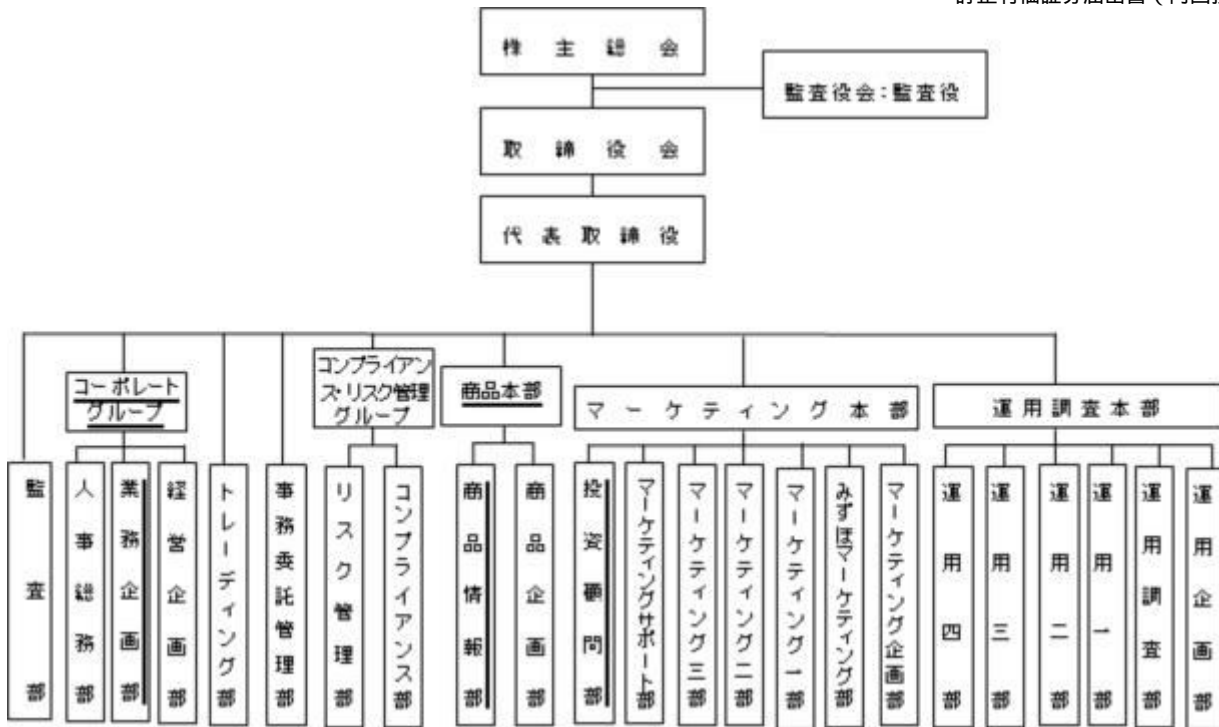 株主総会
監査役会:監査役
取締役会
代表取締役
コーポレート
グループ
コンプライアン
ス・リスク管理
グループ
商品本部
マーケティング本部
運用調査本部
監査部
人事総務部
業務企画部
経営企画部
トレーディング部
事務委託管理部
リスク管理部
コンプライアンス部
商品情報部
商品企画部
投資顧問部
マーケティングサポート部
マーケティング三部
マーケティング二部
マーケティング一部
みずほマーケティング部
マーケティング企画部
運用四部
運用三部
運用二部
運用一部
運用調査部
運用企画部